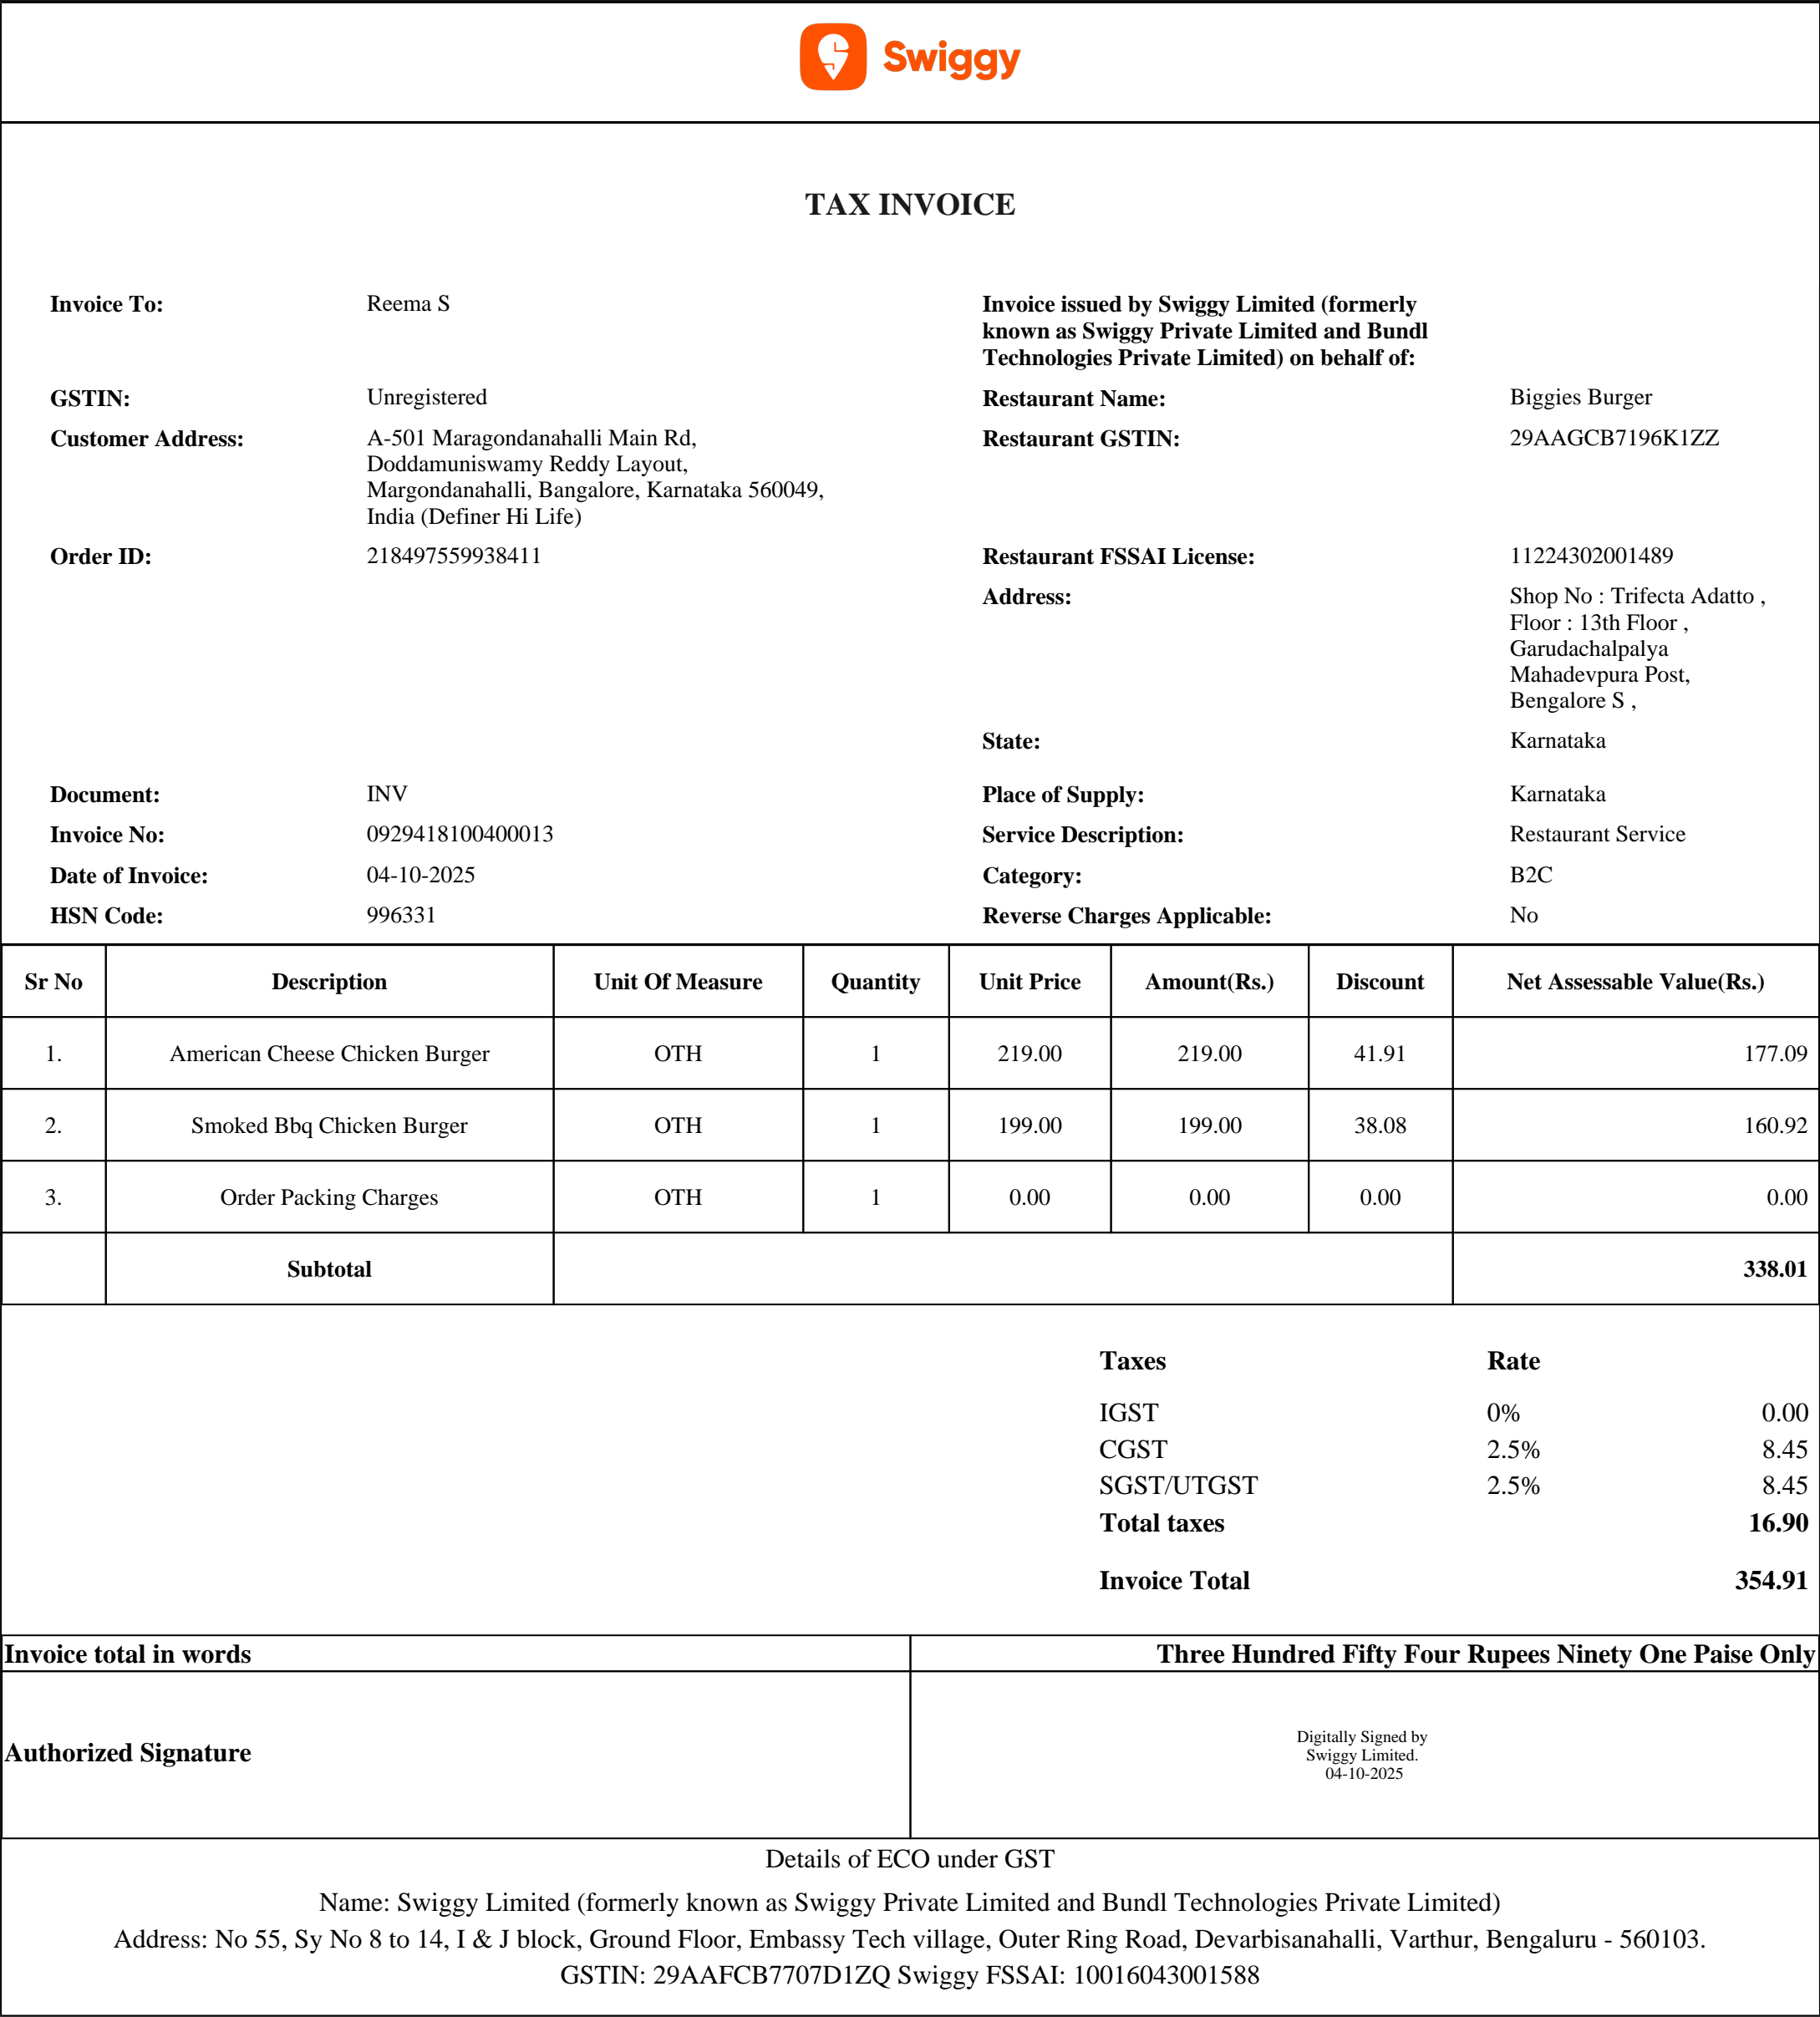 Swiggy
TAX INVOICE
Invoice To: Reema S
Invoice issued by Swiggy Limited (formerly
known as Swiggy Private Limited and Bundl
Technologies Private Limited) on behalf of:
GSTIN: Unregistered
Restaurant Name: Biggies Burger
Customer Address: A-501 Maragondanahalli Main Rd,
Doddamuniswamy Reddy Layout,
Margondanahalli, Bangalore, Karnataka 560049,
India (Definer Hi Life)
Restaurant GSTIN: 29AAGCB7196K1ZZ
Order ID: 218497559938411
Restaurant FSSAI License: 11224302001489
Address: Shop No : Trifecta Adatto ,
Floor : 13th Floor ,
Garudachalpalya
Mahadevpura Post,
Bengalore S ,
State: Karnataka
Document: INV
Place of Supply: Karnataka
Invoice No: 0929418100400013
Service Description: Restaurant Service
Date of Invoice: 04-10-2025
Category: B2C
HSN Code: 996331
Reverse Charges Applicable: No
Sr No Description Unit Of Measure Quantity Unit Price Amount(Rs.) Discount Net Assessable Value(Rs.)
1. American Cheese Chicken Burger OTH 1 219.00 219.00 41.91 177.09
2. Smoked Bbq Chicken Burger OTH 1 199.00 199.00 38.08 160.92
3. Order Packing Charges OTH 1 0.00 0.00 0.00 0.00
Subtotal 338.01
Taxes Rate
IGST 0% 0.00
CGST 2.5% 8.45
SGST/UTGST 2.5% 8.45
Total taxes 16.90
Invoice Total 354.91
Invoice total in words Three Hundred Fifty Four Rupees Ninety One Paise Only
Authorized Signature
Digitally Signed by
Swiggy Limited.
04-10-2025
Details of ECO under GST
Name: Swiggy Limited (formerly known as Swiggy Private Limited and Bundl Technologies Private Limited)
Address: No 55, Sy No 8 to 14, I & J block, Ground Floor, Embassy Tech village, Outer Ring Road, Devarbisanahalli, Varthur, Bengaluru - 560103.
GSTIN: 29AAFCB7707D1ZQ Swiggy FSSAI: 10016043001588